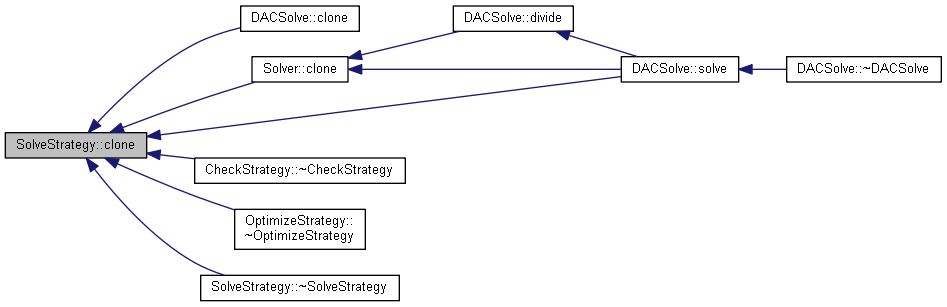 DACSolve::clone
DACSolve::divide
Solver::clone
DACSolve::solve
DACSolve::~DACSolve
SolveStrategy::clone
CheckStrategy::~CheckStrategy
OptimizeStrategy::
~OptimizeStrategy
SolveStrategy::~SolveStrategy